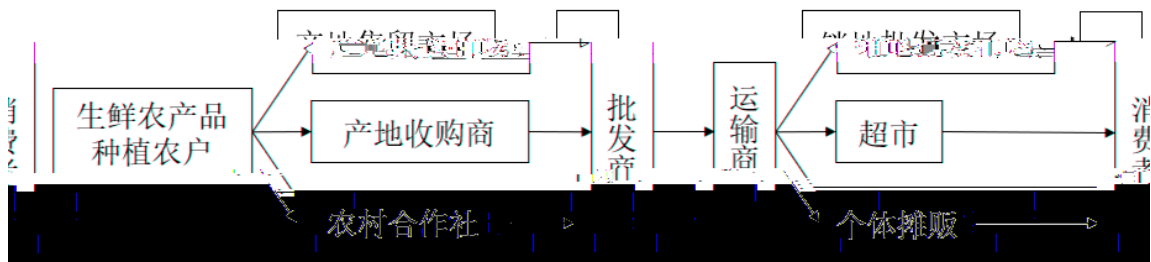 生鲜农产品
种植农户
产地收购商
农村合作社
批发商
运输商
超市
个体摊贩
消费者